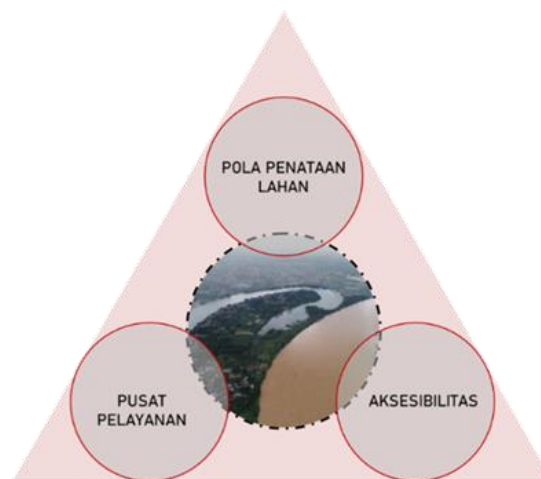 POLA PENATAAN
LAHAN
PUSAT
PELAYANAN
AKSESIBILITAS